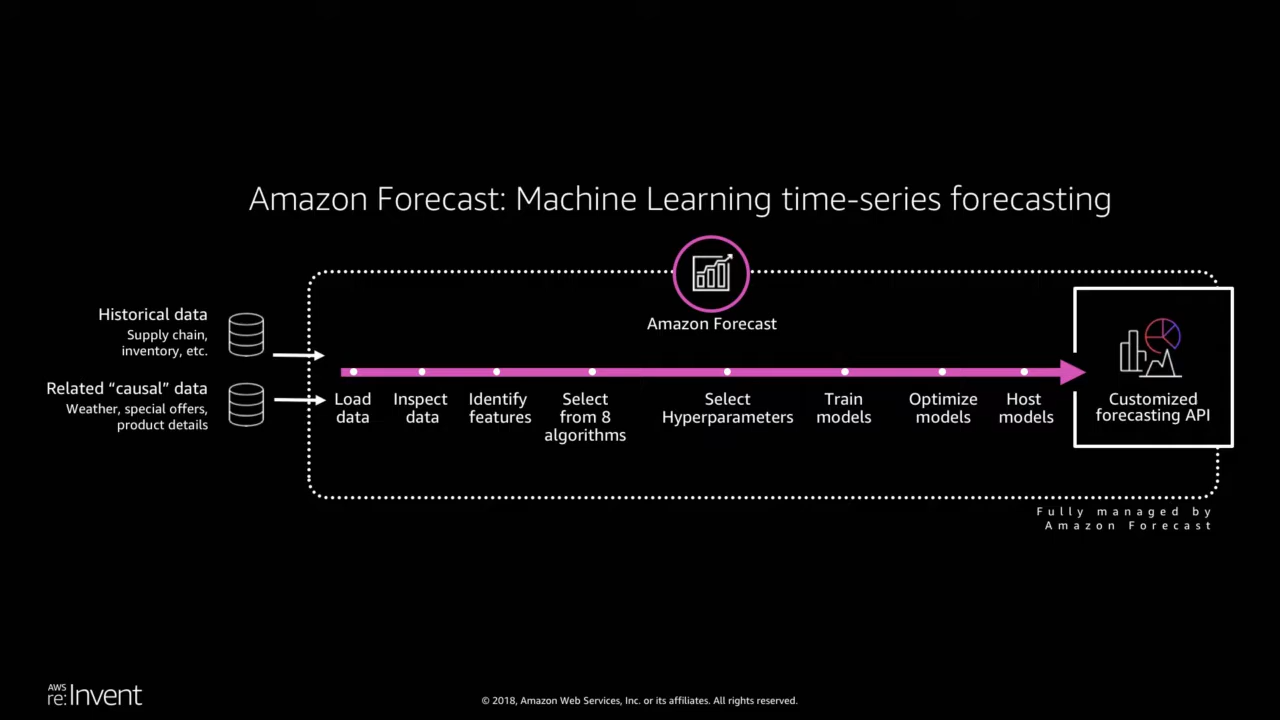 Amazon Forecast: Machine Learning time-series forecasting
Amazon Forecast
Historical data
Supply chain,
inventory, etc.
Related “causal” data
Weather, special offers,
product details
Load
data
Inspect
data
Identify
features
Select
from 8
algorithms
Select
Hyperparameters
Train
models
Optimize
models
Host
models
Customized
forecasting API
Fully managed by
Amazon Forecast
AWS
re:Invent
© 2018, Amazon Web Services, Inc. or its affiliates. All rights reserved.